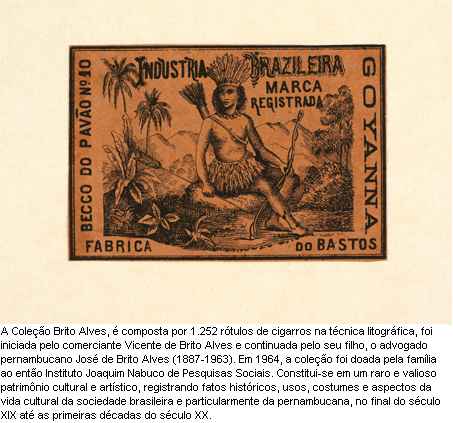 INDUSTRIA BRAZILEIRA
MARCA
REGISTRADA
BECCO DO PAVÃO Nº 10
GOYANNA
FABRICA DO BASTOS
A Coleção Brito Alves, é composta por 1.252 rótulos de cigarros na técnica litográfica, foi
iniciada pelo comerciante Vicente de Brito Alves e continuada pelo seu filho, o advogado
pernambucano José de Brito Alves (1887-1963). Em 1964, a coleção foi doada pela família
ao então Instituto Joaquim Nabuco de Pesquisas Sociais. Constitui-se em um raro e valioso
patrimônio cultural e artístico, registrando fatos históricos, usos, costumes e aspectos da
vida cultural da sociedade brasileira e particularmente da pernambucana, no final do século
XIX até as primeiras décadas do século XX.